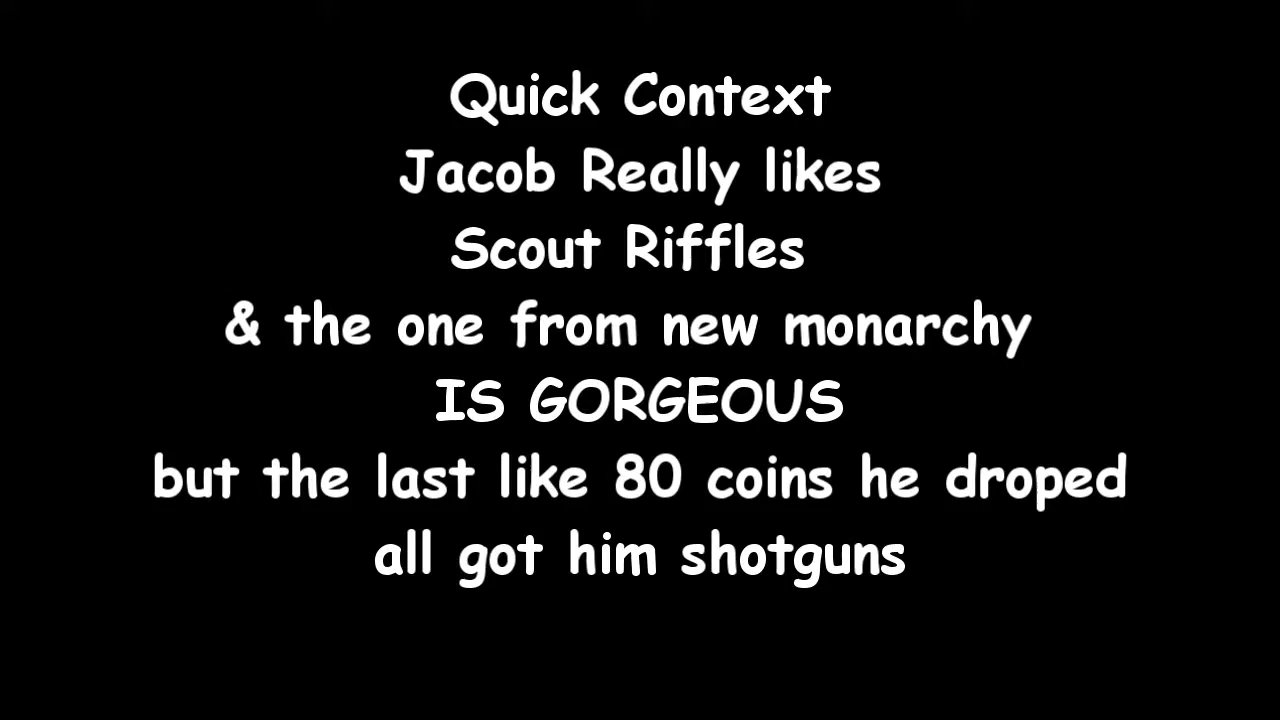 Quick Context
Jacob Really likes
Scout Riffles
& the one from new monarchy
IS GORGEOUS
but the last like 80 coins he droped
all got him shotguns